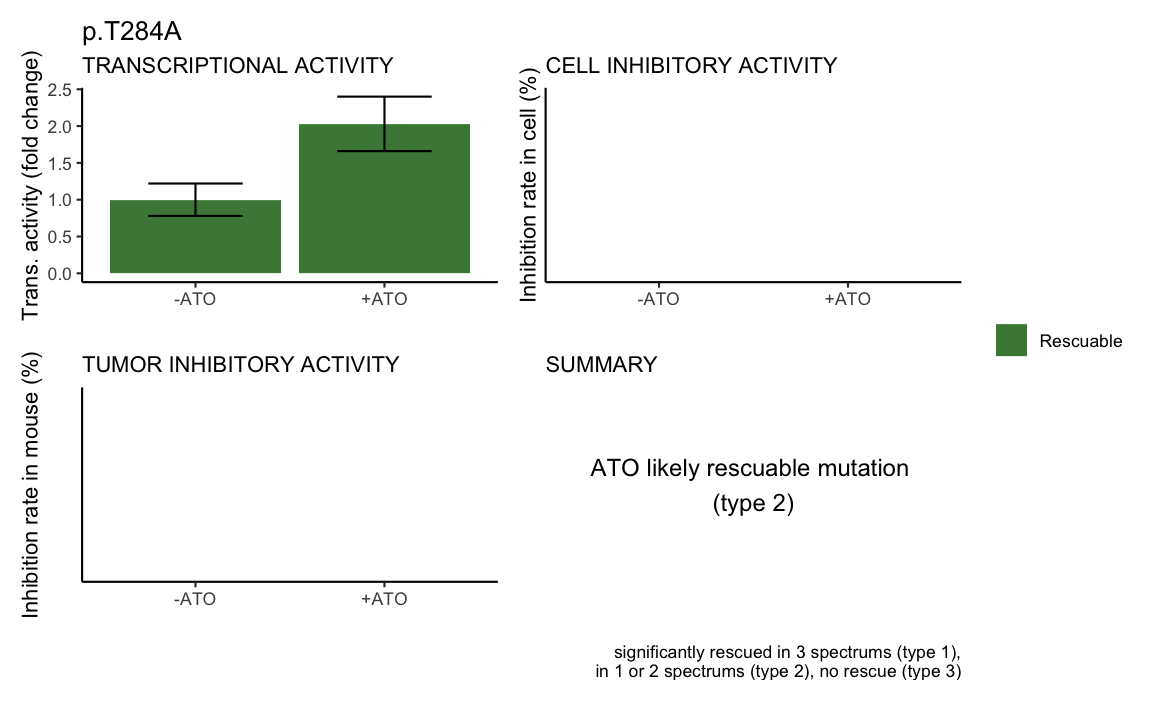 p.T284A
TRANSCRIPTIONAL ACTIVITY
Trans. activity (fold change)
2.5
2.0
1.5
1.0
0.5
0.0
-ATO
+ATO
CELL INHIBITORY ACTIVITY
Inhibition rate in cell (%)
-ATO
+ATO
Rescuable
TUMOR INHIBITORY ACTIVITY
Inhibition rate in mouse (%)
-ATO
+ATO
SUMMARY
ATO likely rescuable mutation
(type 2)
significantly rescued in 3 spectrums (type 1),
in 1 or 2 spectrums (type 2), no rescue (type 3)